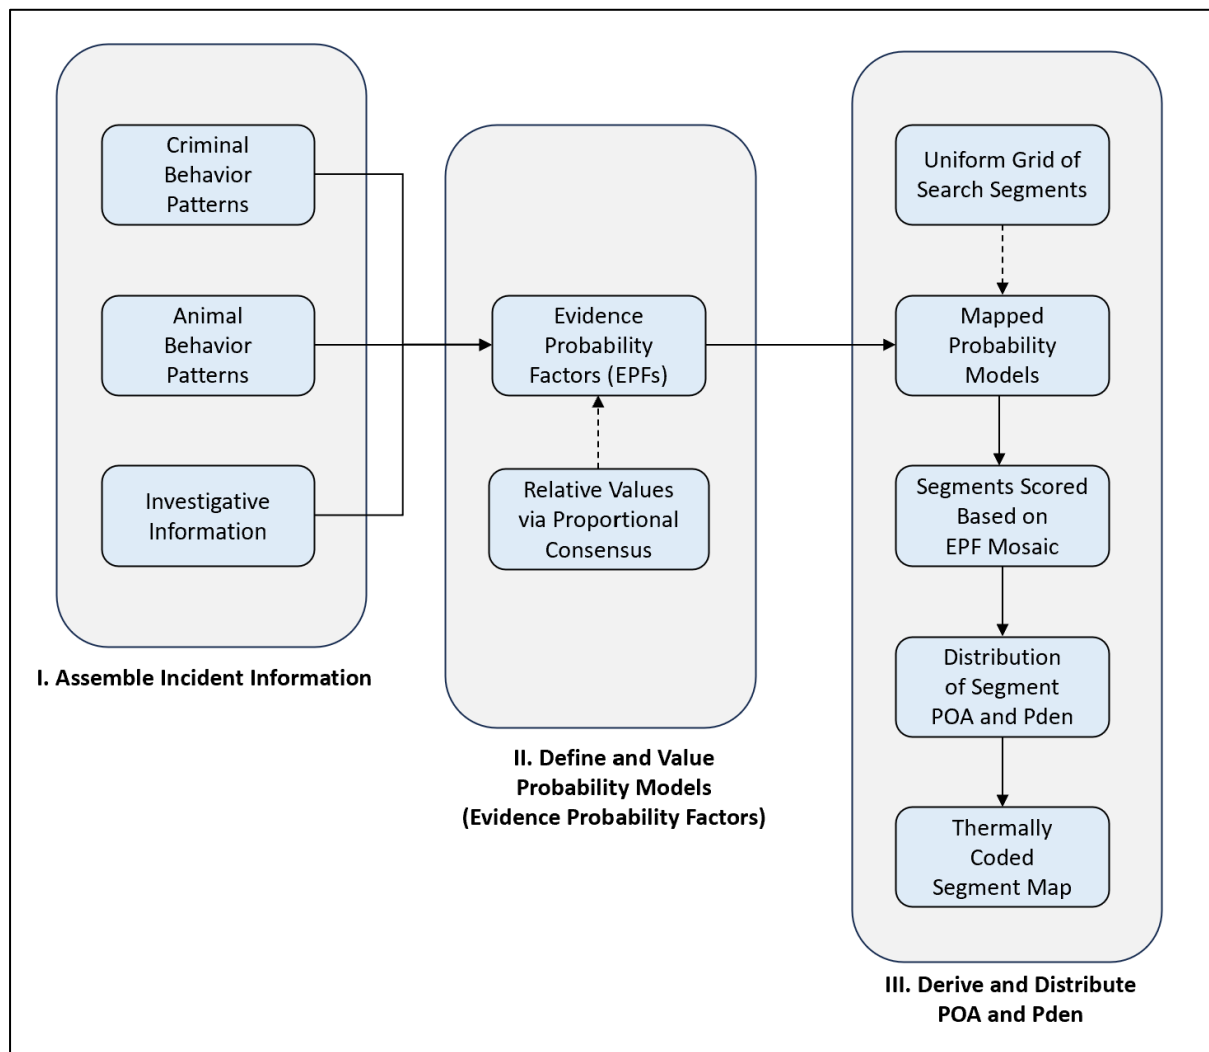 Criminal
Behavior
Patterns
Animal
Behavior
Patterns
Investigative
Information
I. Assemble Incident Information
Evidence
Probability
Factors (EPFs)
Relative Values
via Proportional
Consensus
II. Define and Value
Probability Models
(Evidence Probability Factors)
Uniform Grid of
Search Segments
Mapped
Probability
Models
Segments Scored
Based on
EPF Mosaic
Distribution
of Segment
POA and Pden
Thermally
Coded
Segment Map
III. Derive and Distribute
POA and Pden